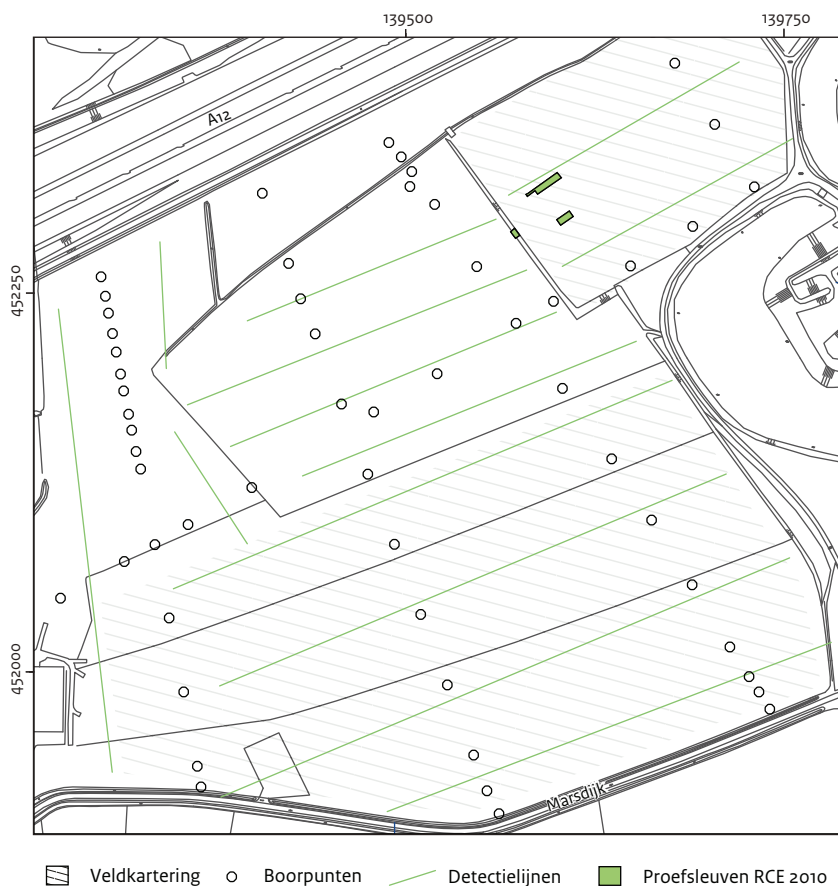 139500 139750
A12
452250
452000
Marsdijk
Veldkartering Boorpunten Detectielijnen Proefsleuven RCE 2010